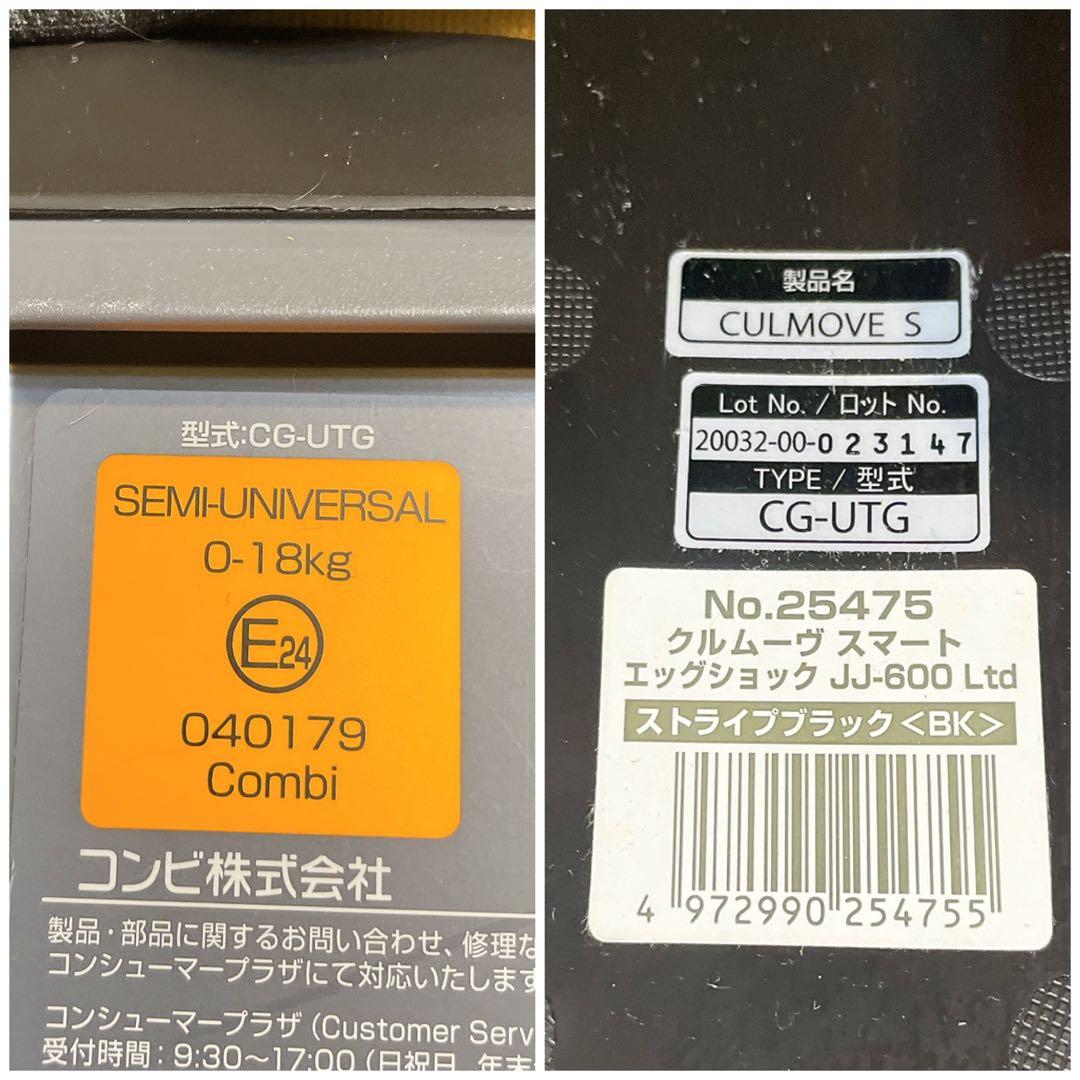 型式:CG-UTG
SEMI-UNIVERSAL
0-18kg
E24
040179
Combi
コンビ株式会社
製品・部品に関するお問い合わせ、修理な
コンシューマープラザにて対応いたします
コンシューマープラザ (Customer Serv
受付時間:9:30～17:00 (日祝日、年末
製品名
CULMOVE S
Lot No. / ロット No.
20032-00-023147
TYPE / 型式
CG-UTG
No.25475
クルムーヴ スマート
エッグショック JJ-600 Ltd
ストライプブラック<BK>
4 972990 254755